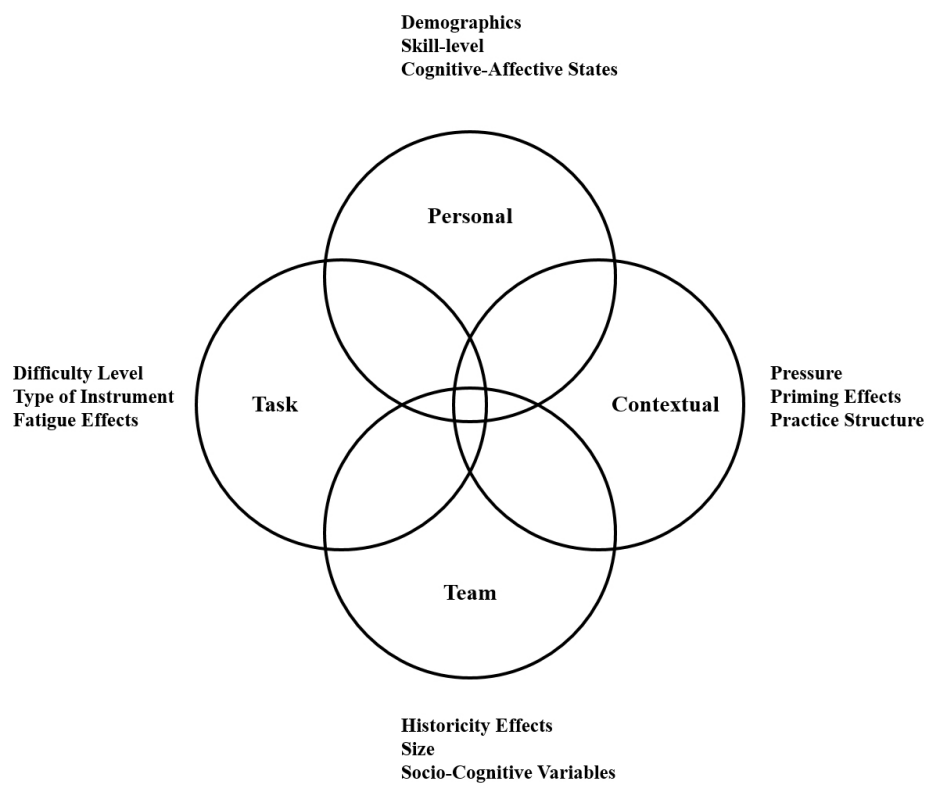 Demographics
Skill-level
Cognitive-Affective States
Personal
Difficulty Level
Type of Instrument
Fatigue Effects
Task
Contextual
Pressure
Priming Effects
Practice Structure
Team
Historicity Effects
Size
Socio-Cognitive Variables